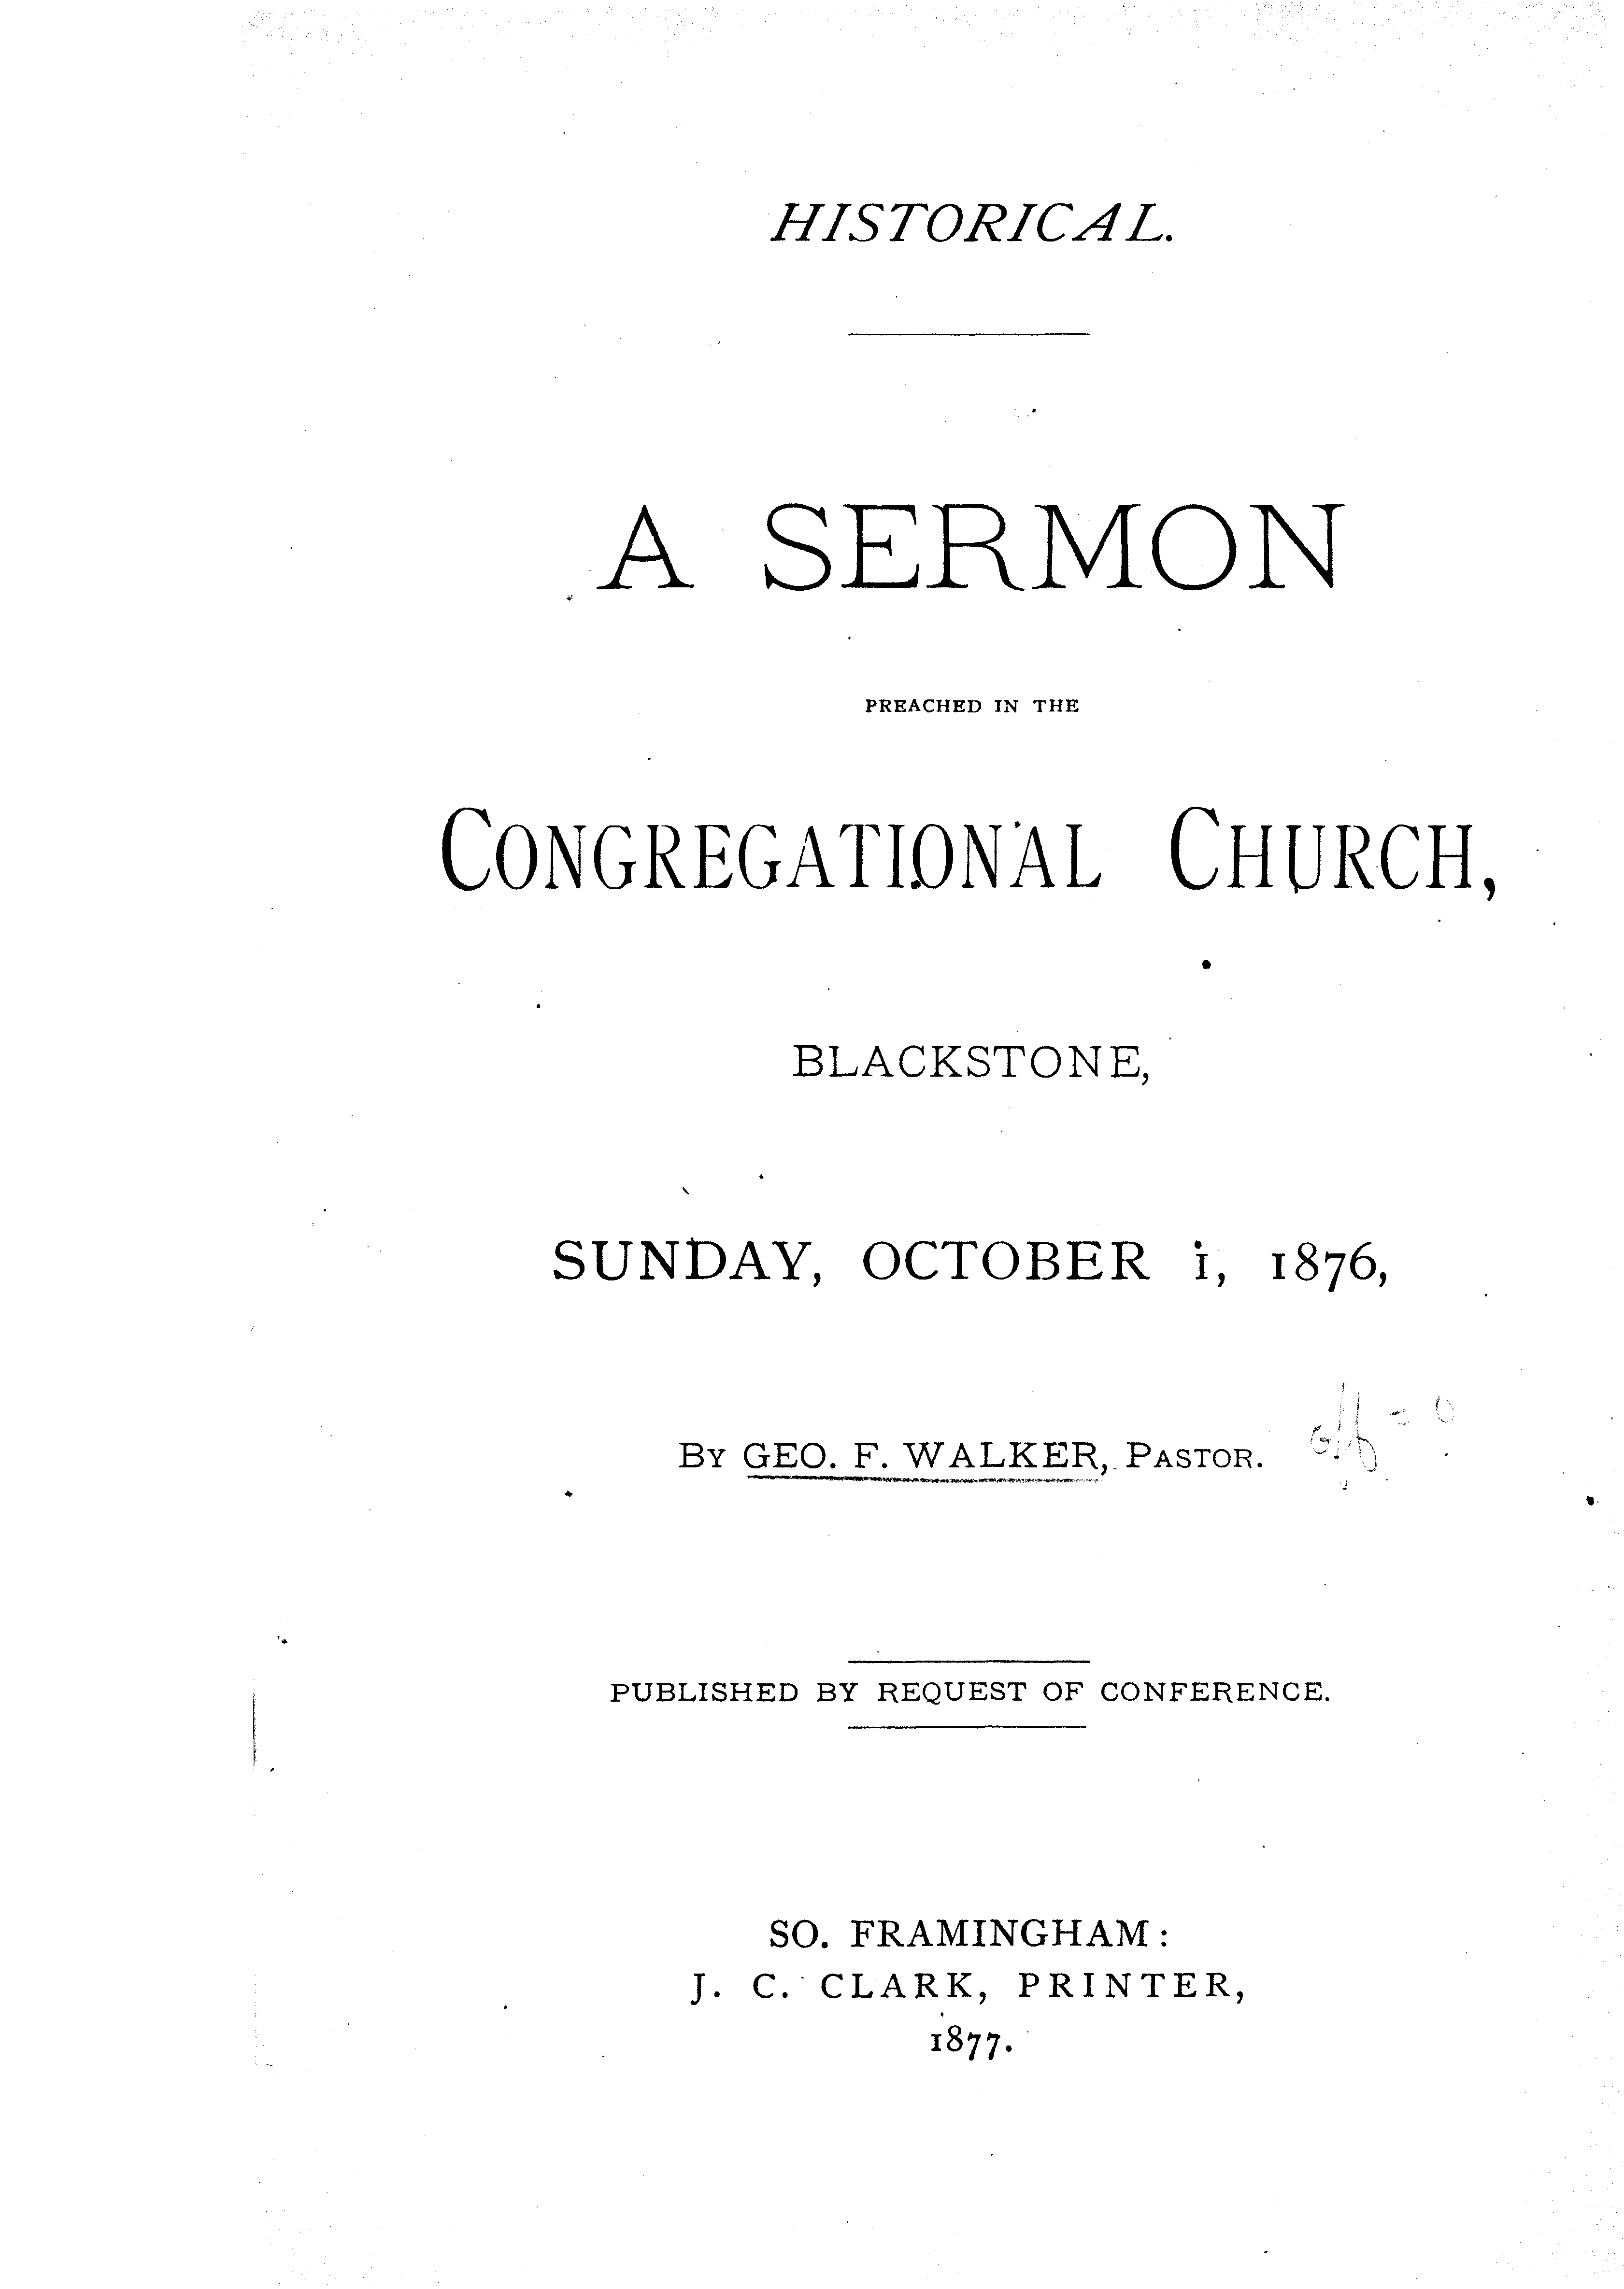 HISTORICAL.
A SERMON
PREACHED IN THE
CONGREGATIONAL CHURCH,
BLACKSTONE,
SUNDAY, OCTOBER 1, 1876,
BY GEO. F. WALKER, PASTOR.
PUBLISHED BY REQUEST OF CONFERENCE.
SO. FRAMINGHAM:
J. C. CLARK, PRINTER,
1877.